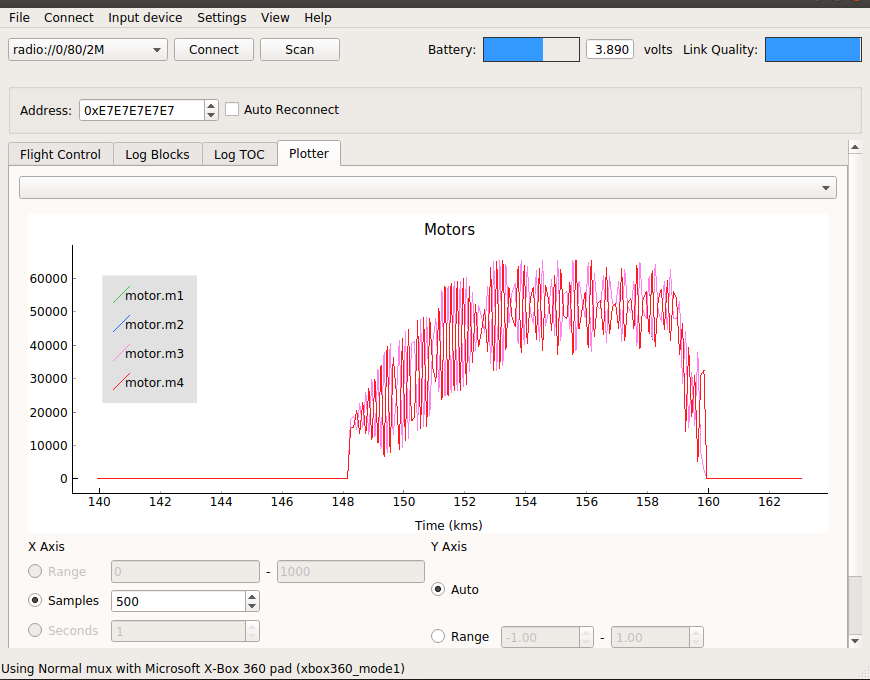 File Connect Input device Settings View Help
radio://0/80/2M Connect Scan Battery: 3.890 volts Link Quality:
Address: 0xE7E7E7E7E7 Auto Reconnect
Flight Control Log Blocks Log TOC Plotter
Motors
60000
50000
40000
30000
20000
10000
0
motor.m1
motor.m2
motor.m3
motor.m4
140 142 144 146 148 150 152 154 156 158 160 162
Time (kms)
X Axis Y Axis
Range 0 - 1000
Auto
Samples 500
Seconds 1
Range -1.00 - 1.00
Using Normal mux with Microsoft X-Box 360 pad (xbox360_mode1)